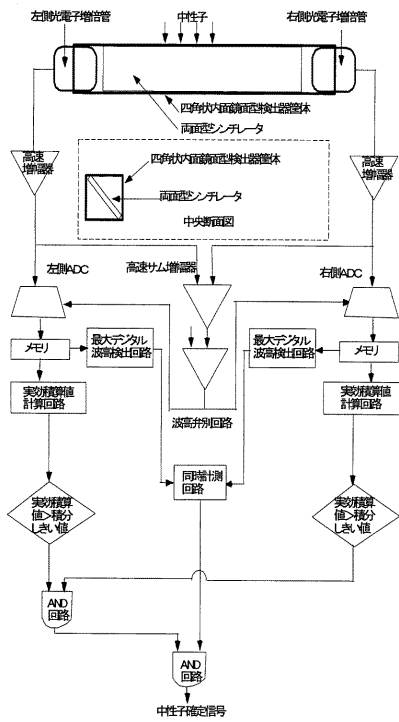 左側光電子増倍管
中性子
右側光電子増倍管
四角状内面鏡面型検出器筐体
両面型シンチレータ
高速
増幅器
四角状内面鏡面型検出器筐体
両面型シンチレータ
中央断面図
高速
増幅器
左側ADC
高速サム増幅器
右側ADC
メモリ
最大デジタル
波高検出回路
最大デジタル
波高検出回路
メモリ
実効積算値
計算回路
波高弁別回路
実効積算値
計算回路
同時計測
回路
実効積算
値>積分
しきい値
実効積算
値>積分
しきい値
AND
回路
AND
回路
中性子確定信号